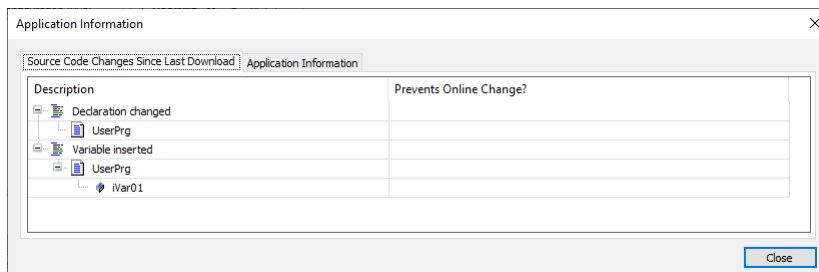 Application Information
Source Code Changes Since Last Download Application Information
Description Prevents Online Change?
Declaration changed
UserPrg
Variable inserted
UserPrg
iVar01
Close